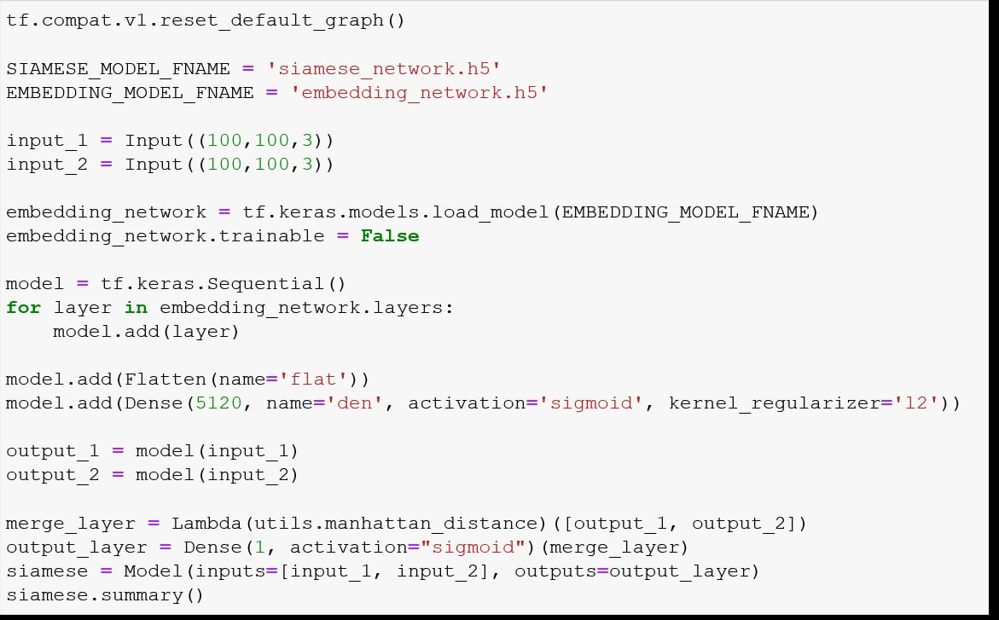 tf.compat.v1.reset_default_graph()
SIAMESE_MODEL_FNAME = 'siamese_network.h5'
EMBEDDING_MODEL_FNAME = 'embedding_network.h5'
input_1 = Input((100,100,3))
input_2 = Input((100,100,3))
embedding_network = tf.keras.models.load_model(EMBEDDING_MODEL_FNAME)
embedding_network.trainable = False
model = tf.keras.Sequential()
for layer in embedding_network.layers:
    model.add(layer)
model.add(Flatten(name='flat'))
model.add(Dense(5120, name='den', activation='sigmoid', kernel_regularizer='l2'))
output_1 = model(input_1)
output_2 = model(input_2)
merge_layer = Lambda(utils.manhattan_distance)([output_1, output_2])
output_layer = Dense(1, activation="sigmoid")(merge_layer)
siamese = Model(inputs=[input_1, input_2], outputs=output_layer)
siamese.summary()